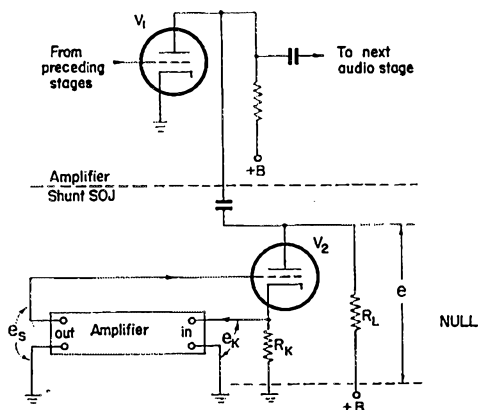 V1
From
preceding
stages
To next
audio stage
+B
Amplifier
Shunt SOJ
V2
eS
out
Amplifier
in
eK
RK
RL
e
NULL
+B